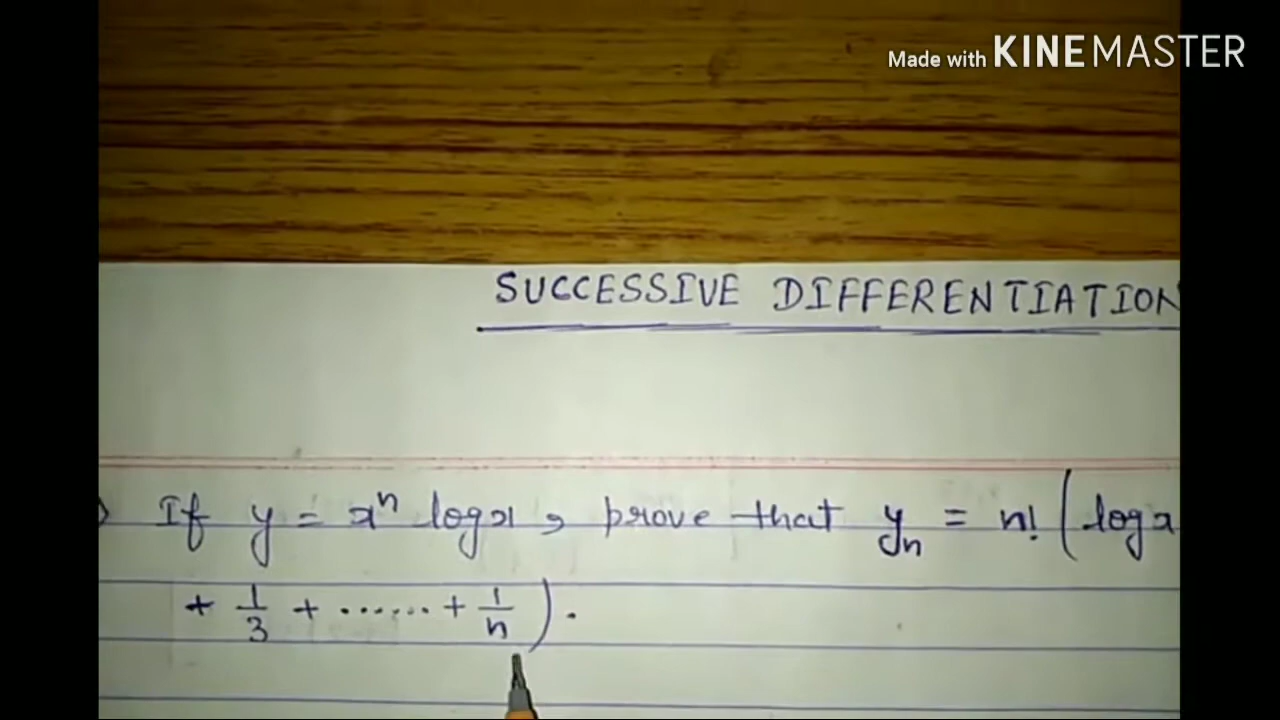 Made with KINEMASTER
SUCCESSIVE DIFFERENTIATION
) If y = xⁿ log x, prove that yₙ = n! ( log x
+ 1/3 + ...... + 1/n ).